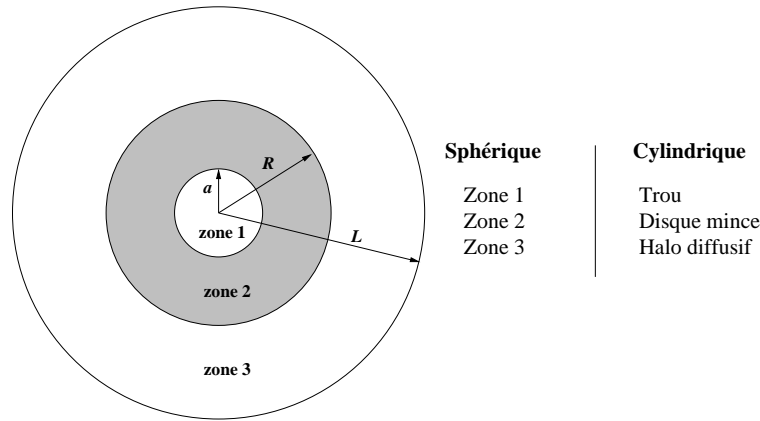 R
a
zone 1
L
zone 2
zone 3
Sphérique Cylindrique
Zone 1 Trou
Zone 2 Disque mince
Zone 3 Halo diffusif